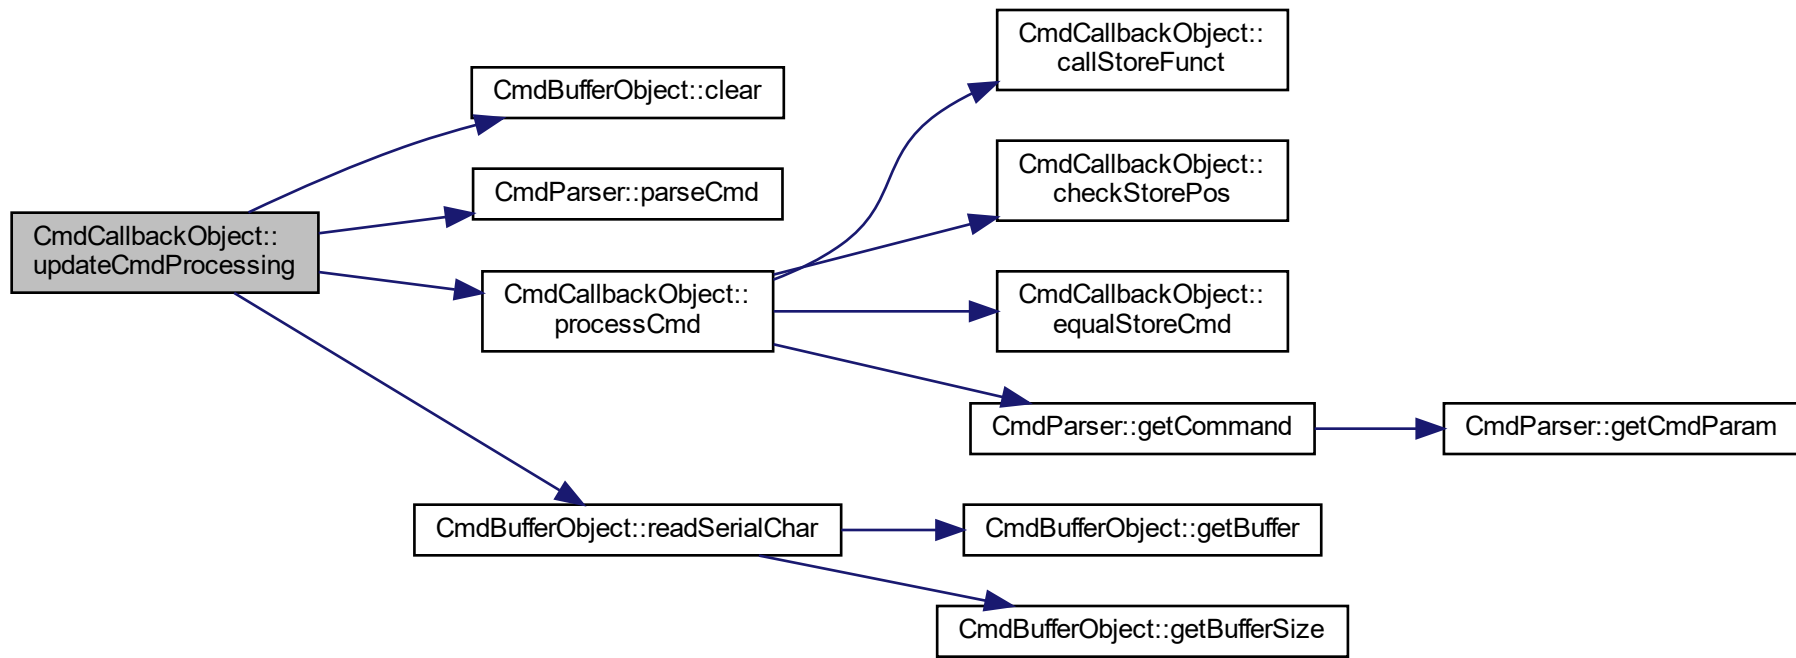 CmdCallbackObject::
updateCmdProcessing
CmdBufferObject::clear
CmdParser::parseCmd
CmdCallbackObject::
processCmd
CmdBufferObject::readSerialChar
CmdCallbackObject::
callStoreFunct
CmdCallbackObject::
checkStorePos
CmdCallbackObject::
equalStoreCmd
CmdParser::getCommand
CmdBufferObject::getBuffer
CmdBufferObject::getBufferSize
CmdParser::getCmdParam